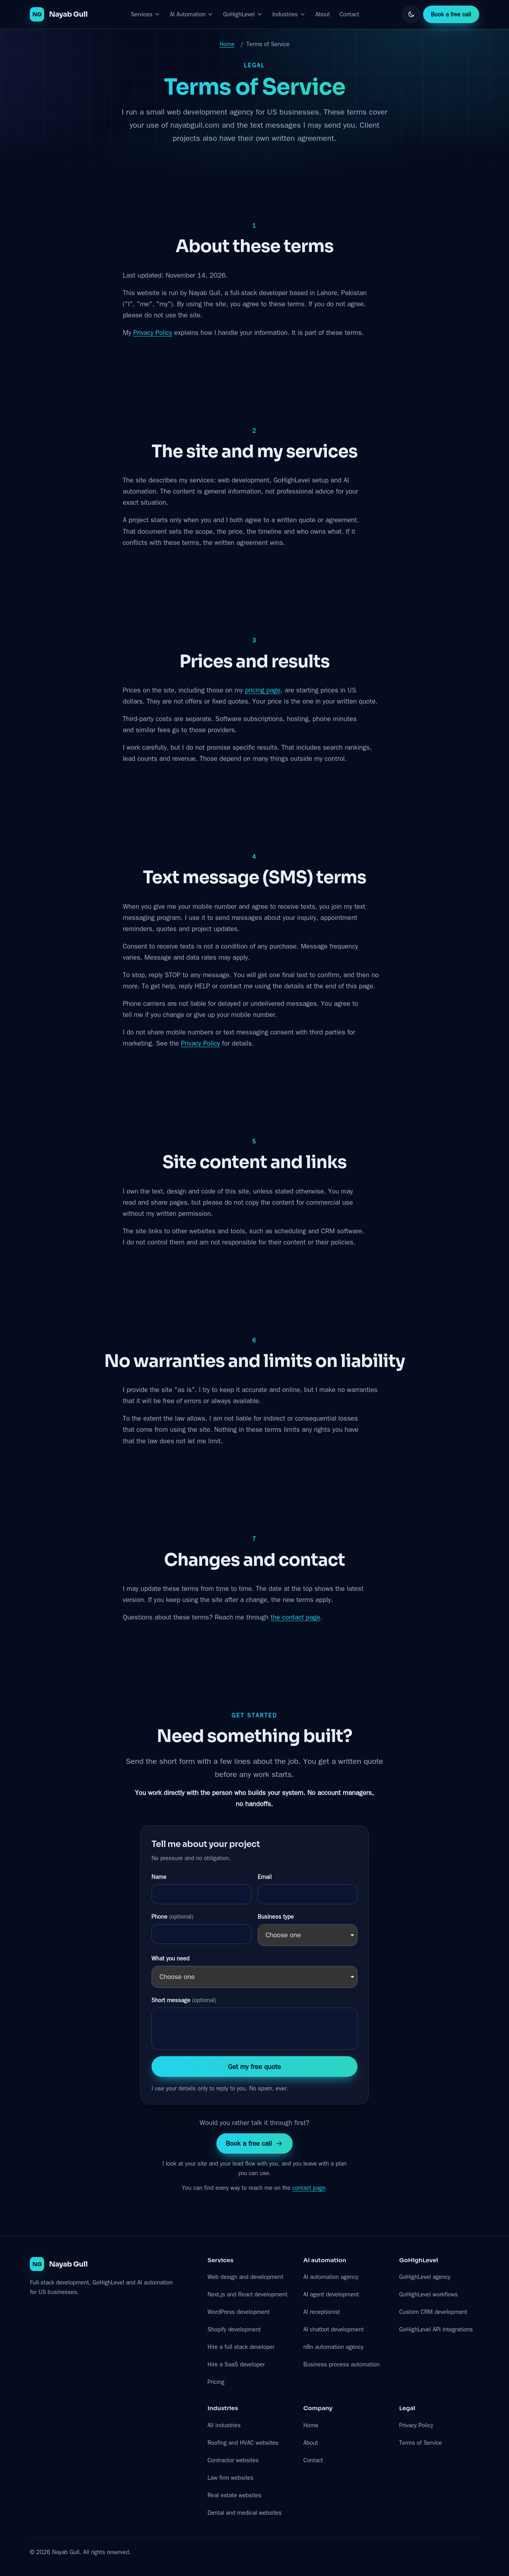 NG Nayab Gull Services AI Automation GoHighLevel Industries About Contact Book a free call
Home / Terms of Service
LEGAL
Terms of Service
I run a small web development agency for US businesses. These terms cover
your use of nayabgull.com and the text messages I may send you. Client
projects also have their own written agreement.
1
About these terms
Last updated: November 14, 2026.
This website is run by Nayab Gull, a full-stack developer based in Lahore, Pakistan
("I", "me", "my"). By using the site, you agree to these terms. If you do not agree,
please do not use the site.
My Privacy Policy explains how I handle your information. It is part of these terms.
2
The site and my services
The site describes my services: web development, GoHighLevel setup and AI
automation. The content is general information, not professional advice for your
exact situation.
A project starts only when you and I both agree to a written quote or agreement.
That document sets the scope, the price, the timeline and who owns what. If it
conflicts with these terms, the written agreement wins.
3
Prices and results
Prices on the site, including those on my pricing page, are starting prices in US
dollars. They are not offers or fixed quotes. Your price is the one in your written quote.
Third-party costs are separate. Software subscriptions, hosting, phone minutes
and similar fees go to those providers.
I work carefully, but I do not promise specific results. That includes search rankings,
lead counts and revenue. Those depend on many things outside my control.
4
Text message (SMS) terms
When you give me your mobile number and agree to receive texts, you join my text
messaging program. I use it to send messages about your inquiry, appointment
reminders, quotes and project updates.
Consent to receive texts is not a condition of any purchase. Message frequency
varies. Message and data rates may apply.
To stop, reply STOP to any message. You will get one final text to confirm, and then no
more. To get help, reply HELP or contact me using the details at the end of this page.
Phone carriers are not liable for delayed or undelivered messages. You agree to
tell me if you change or give up your mobile number.
I do not share mobile numbers or text messaging consent with third parties for
marketing. See the Privacy Policy for details.
5
Site content and links
I own the text, design and code of this site, unless stated otherwise. You may
read and share pages, but please do not copy the content for commercial use
without my written permission.
The site links to other websites and tools, such as scheduling and CRM software.
I do not control them and am not responsible for their content or their policies.
6
No warranties and limits on liability
I provide the site "as is". I try to keep it accurate and online, but I make no warranties
that it will be free of errors or always available.
To the extent the law allows, I am not liable for indirect or consequential losses
that come from using the site. Nothing in these terms limits any rights you have
that the law does not let me limit.
7
Changes and contact
I may update these terms from time to time. The date at the top shows the latest
version. If you keep using the site after a change, the new terms apply.
Questions about these terms? Reach me through the contact page.
GET STARTED
Need something built?
Send the short form with a few lines about the job. You get a written quote
before any work starts.
You work directly with the person who builds your system. No account managers,
no handoffs.
Tell me about your project
No pressure and no obligation.
Name Email
Phone (optional) Business type
Choose one
What you need
Choose one
Short message (optional)
Get my free quote
I use your details only to reply to you. No spam, ever.
Would you rather talk it through first?
Book a free call →
I look at your site and your lead flow with you, and you leave with a plan
you can use.
You can find every way to reach me on the contact page.
NG Nayab Gull
Full-stack development, GoHighLevel and AI automation
for US businesses.
Services
Web design and development
Next.js and React development
WordPress development
Shopify development
Hire a full stack developer
Hire a SaaS developer
Pricing
AI automation
AI automation agency
AI agent development
AI receptionist
AI chatbot development
n8n automation agency
Business process automation
GoHighLevel
GoHighLevel agency
GoHighLevel workflows
Custom CRM development
GoHighLevel API integrations
Industries
All industries
Roofing and HVAC websites
Contractor websites
Law firm websites
Real estate websites
Dental and medical websites
Company
Home
About
Contact
Legal
Privacy Policy
Terms of Service
© 2026 Nayab Gull. All rights reserved.